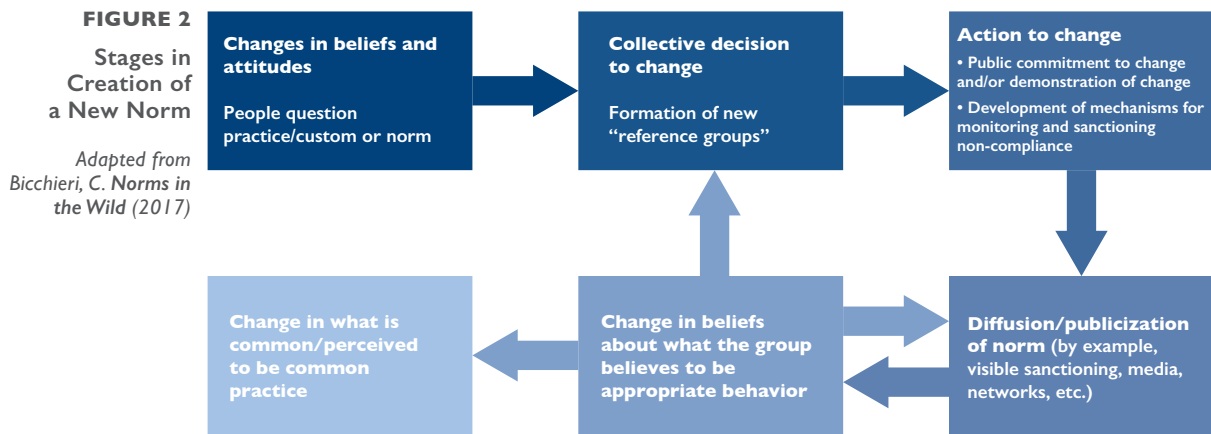 FIGURE 2
Stages in
Creation of
a New Norm
Adapted from
Bicchieri, C. Norms in
the Wild (2017)
Changes in beliefs and
attitudes
People question
practice/custom or norm
Collective decision
to change
Formation of new
“reference groups”
Action to change
• Public commitment to change
and/or demonstration of change
• Development of mechanisms for
monitoring and sanctioning
non-compliance
Change in what is
common/perceived
to be common
practice
Change in beliefs
about what the group
believes to be
appropriate behavior
Diffusion/publicization
of norm (by example,
visible sanctioning, media,
networks, etc.)